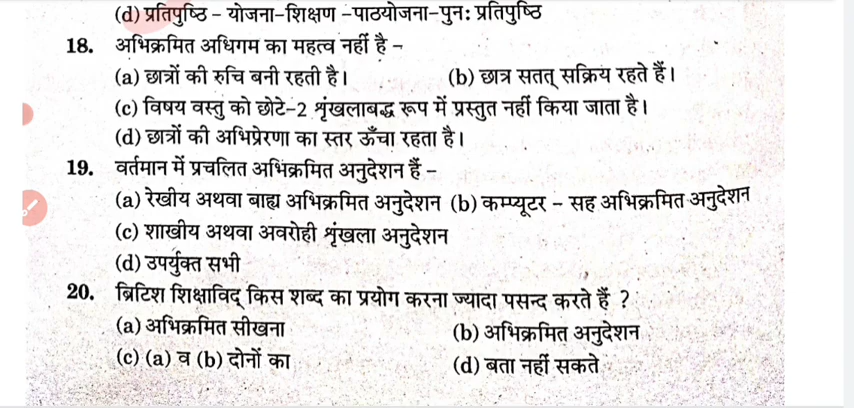 (d) प्रतिपुष्ठि – योजना-शिक्षण -पाठयोजना-पुनः प्रतिपुष्ठि
18. अभिक्रमित अधिगम का महत्व नहीं है –
(a) छात्रों की रुचि बनी रहती है। (b) छात्र सतत् सक्रिय रहते हैं।
(c) विषय वस्तु को छोटे-2 शृंखलाबद्ध रूप में प्रस्तुत नहीं किया जाता है।
(d) छात्रों की अभिप्रेरणा का स्तर ऊँचा रहता है।
19. वर्तमान में प्रचलित अभिक्रमित अनुदेशन हैं –
(a) रेखीय अथवा बाह्य अभिक्रमित अनुदेशन (b) कम्प्यूटर – सह अभिक्रमित अनुदेशन
(c) शाखीय अथवा अवरोही शृंखला अनुदेशन
(d) उपर्युक्त सभी
20. ब्रिटिश शिक्षाविद् किस शब्द का प्रयोग करना ज्यादा पसन्द करते हैं ?
(a) अभिक्रमित सीखना (b) अभिक्रमित अनुदेशन
(c) (a) व (b) दोनों का (d) बता नहीं सकते